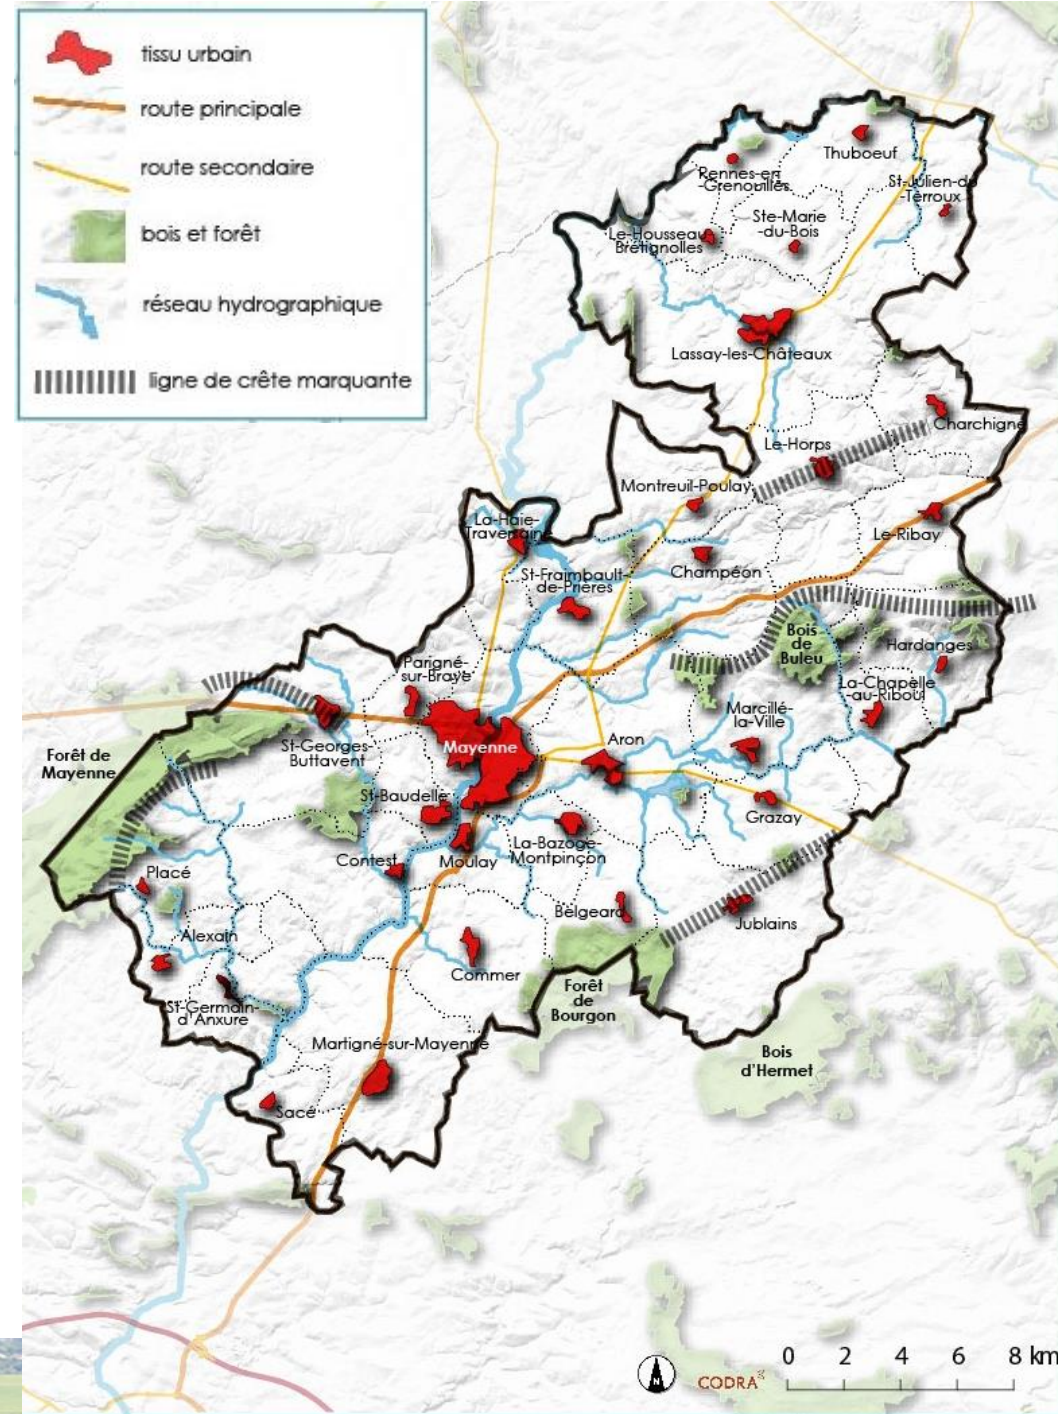 tissu urbain
route principale
route secondaire
bois et forêt
réseau hydrographique
ligne de crête marquante
Thuboeuf
Rennes-en-
-Grenouilles
St-Julien-du
-Terroux
Ste-Marie
-du-Bois
Le-Housseau-
Brétignolles
Lassay-les-Châteaux
Charchigné
Le-Horps
Montreuil-Poulay
La-Haie-
Traversaine
Le-Ribay
Champéon
St-Fraimbault-
de-Prières
Bois
de
Buleu
Hardanges
Parigné-
sur-Braye
La-Chapelle
-au-Riboul
Marcillé-
la-Ville
Forêt de
Mayenne
St-Georges-
Buttavent
Mayenne
Aron
St-Baudelle
Grazay
La-Bazoge-
Montpinçon
Contest
Moulay
Placé
Belgeard
Jublains
Alexain
Commer
St-Germain-
d'Anxure
Forêt
de
Bourgon
Martigné-sur-Mayenne
Bois
d'Hermet
Sacé
0 2 4 6 8 km
N
CODRA